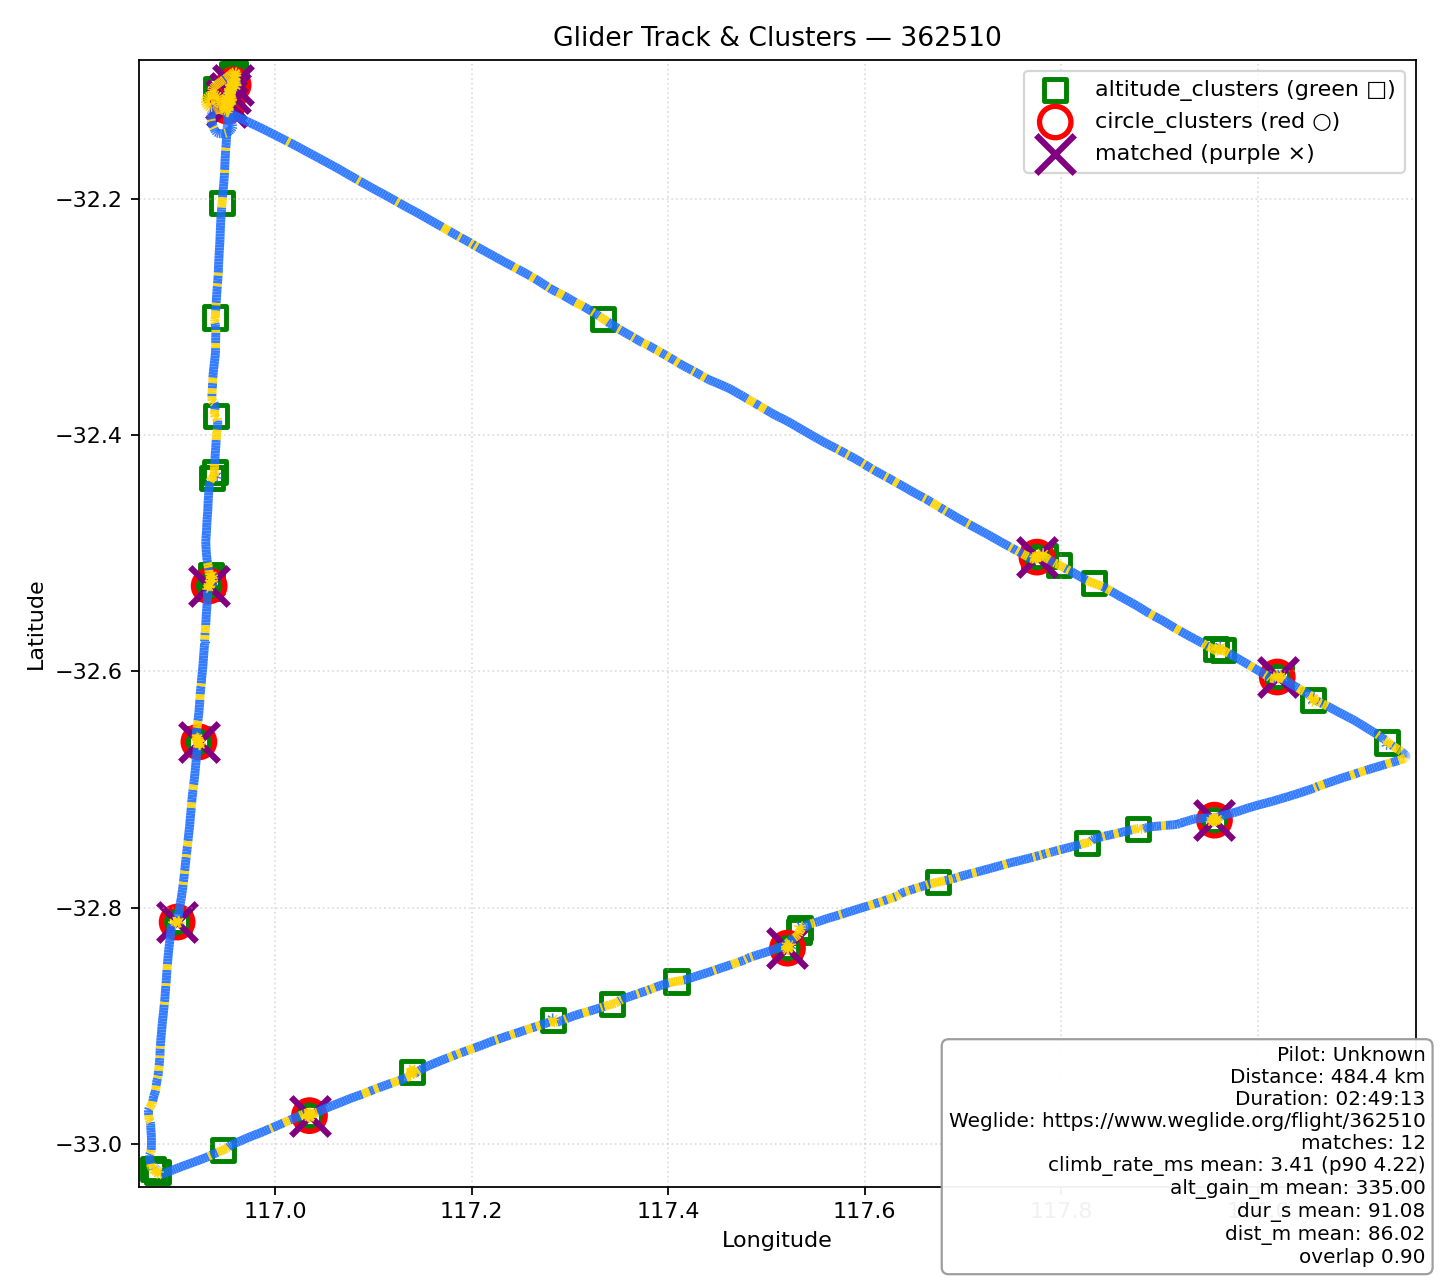 Glider Track & Clusters — 362510
altitude_clusters (green □)
circle_clusters (red ○)
matched (purple ×)
Latitude
−32.2
−32.4
−32.6
−32.8
−33.0
117.0
117.2
117.4
117.6
117.8
Longitude
Pilot: Unknown
Distance: 484.4 km
Duration: 02:49:13
Weglide: https://www.weglide.org/flight/362510
matches: 12
climb_rate_ms mean: 3.41 (p90 4.22)
alt_gain_m mean: 335.00
dur_s mean: 91.08
dist_m mean: 86.02
overlap 0.90